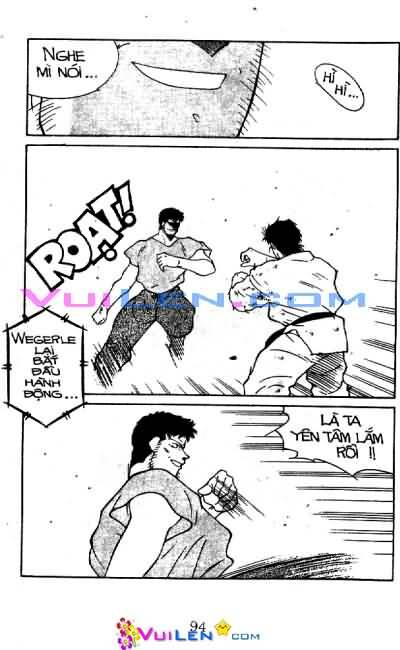 NGHE
MÌ NÓI...
HÌ
HÌ...
ROẠT!
VUILEN.COM
WEGERLE
LẠI
BẮT
ĐẦU
HÀNH
ĐỘNG...
LÀ TA
YÊN TÂM LẮM
RỒI !!
94
VUILEN.COM